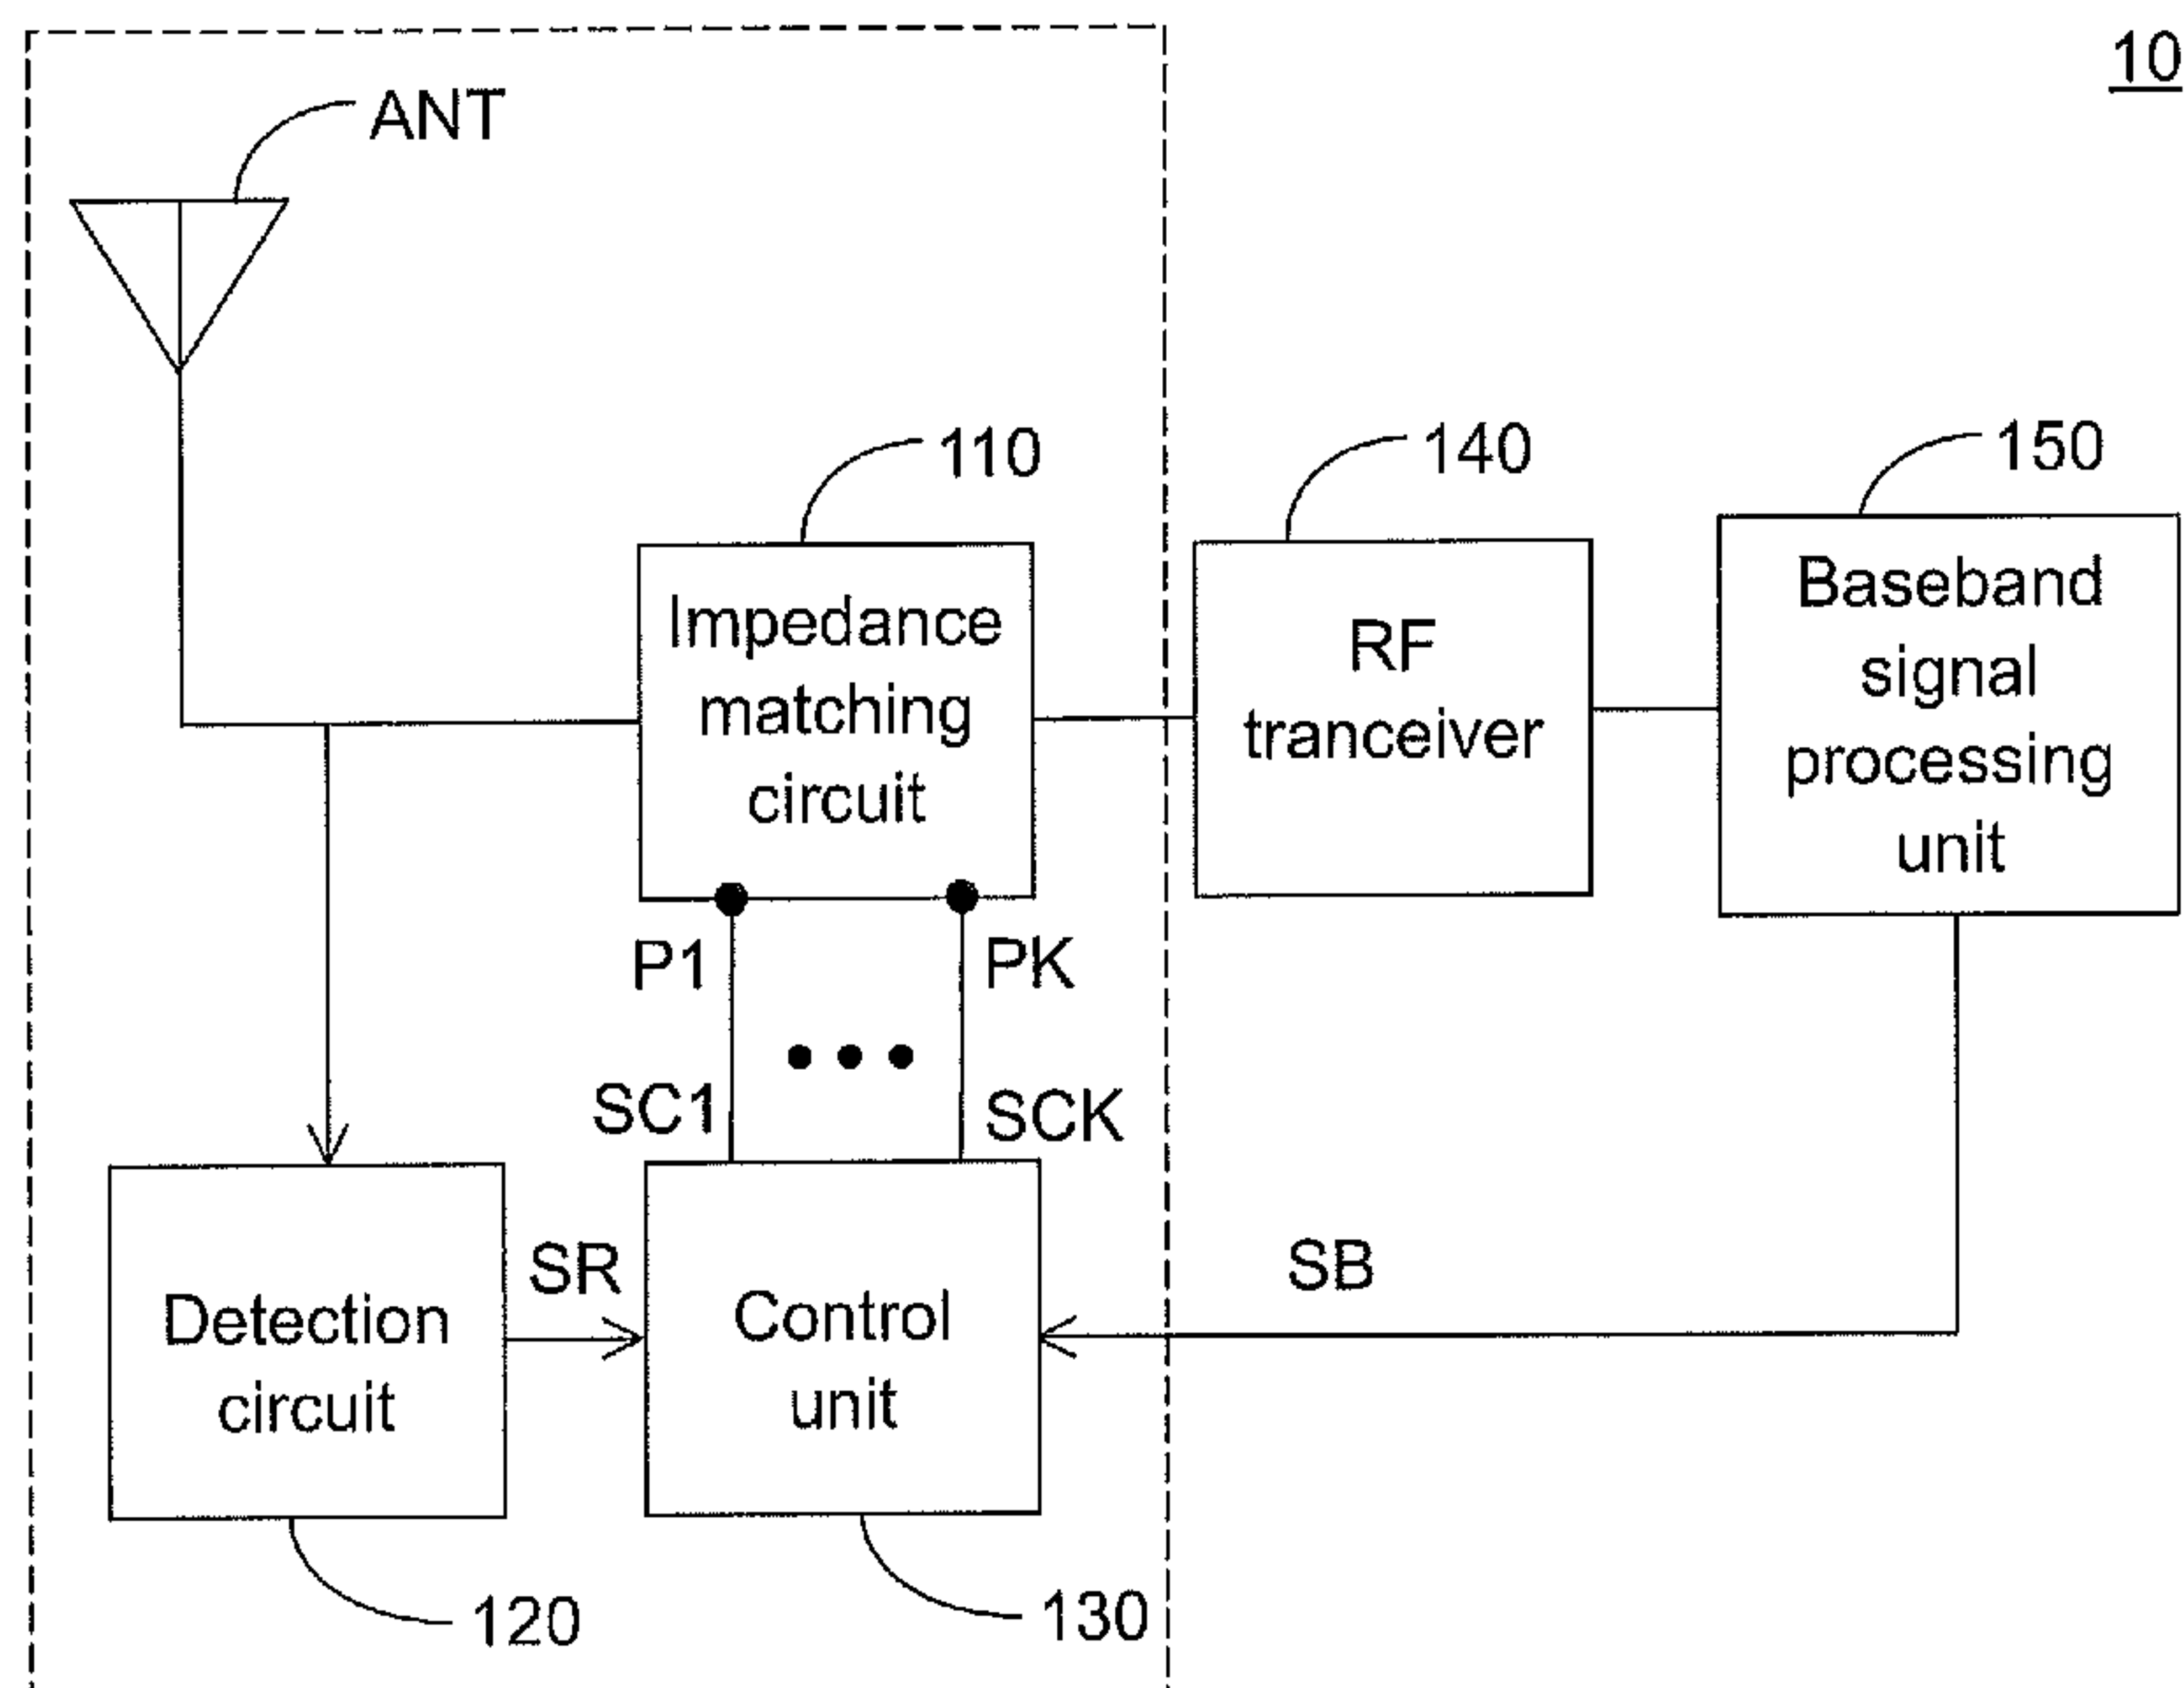 10
ANT
110
140
150
Impedance
matching
circuit
RF
tranceiver
Baseband
signal
processing
unit
P1
PK
SC1
SCK
SR
SB
Detection
circuit
Control
unit
120
130